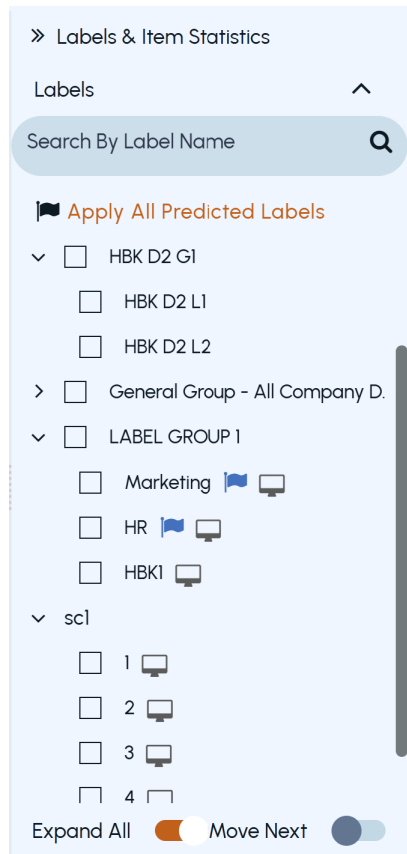 Labels & Item Statistics
Labels
Search By Label Name
Apply All Predicted Labels
HBK D2 G1
HBK D2 L1
HBK D2 L2
General Group - All Company D.
LABEL GROUP 1
Marketing
HR
HBK1
sc1
1
2
3
4
Expand All Move Next